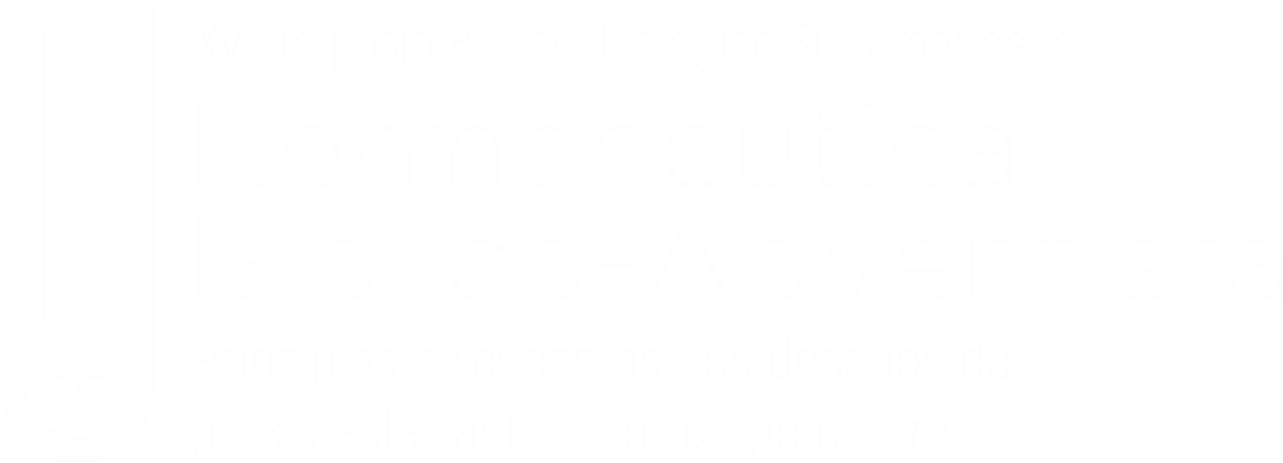 XV Simpósio Bíblico-Teológico Sul-Americano
Hermenêutica
Bíblico-Adventista
Princípios e respostas aos desafios da
práxis eclesiástica no tempo do fim